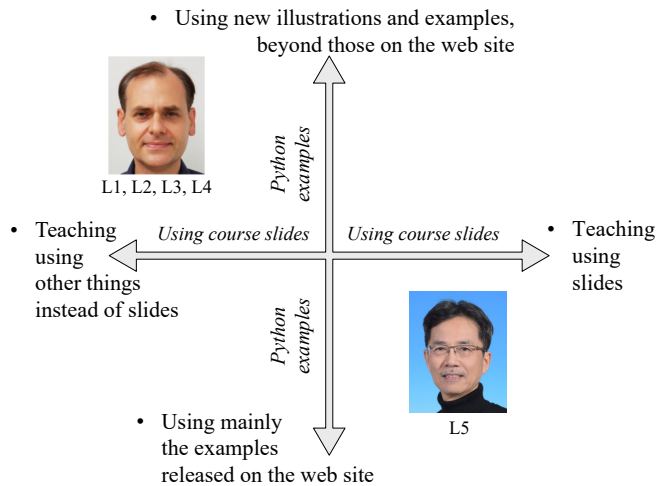 • Using new illustrations and examples,
beyond those on the web site
Python
examples
L1, L2, L3, L4
• Teaching
using
other things
instead of slides
Using course slides
Using course slides
• Teaching
using
slides
Python
examples
L5
• Using mainly
the examples
released on the web site